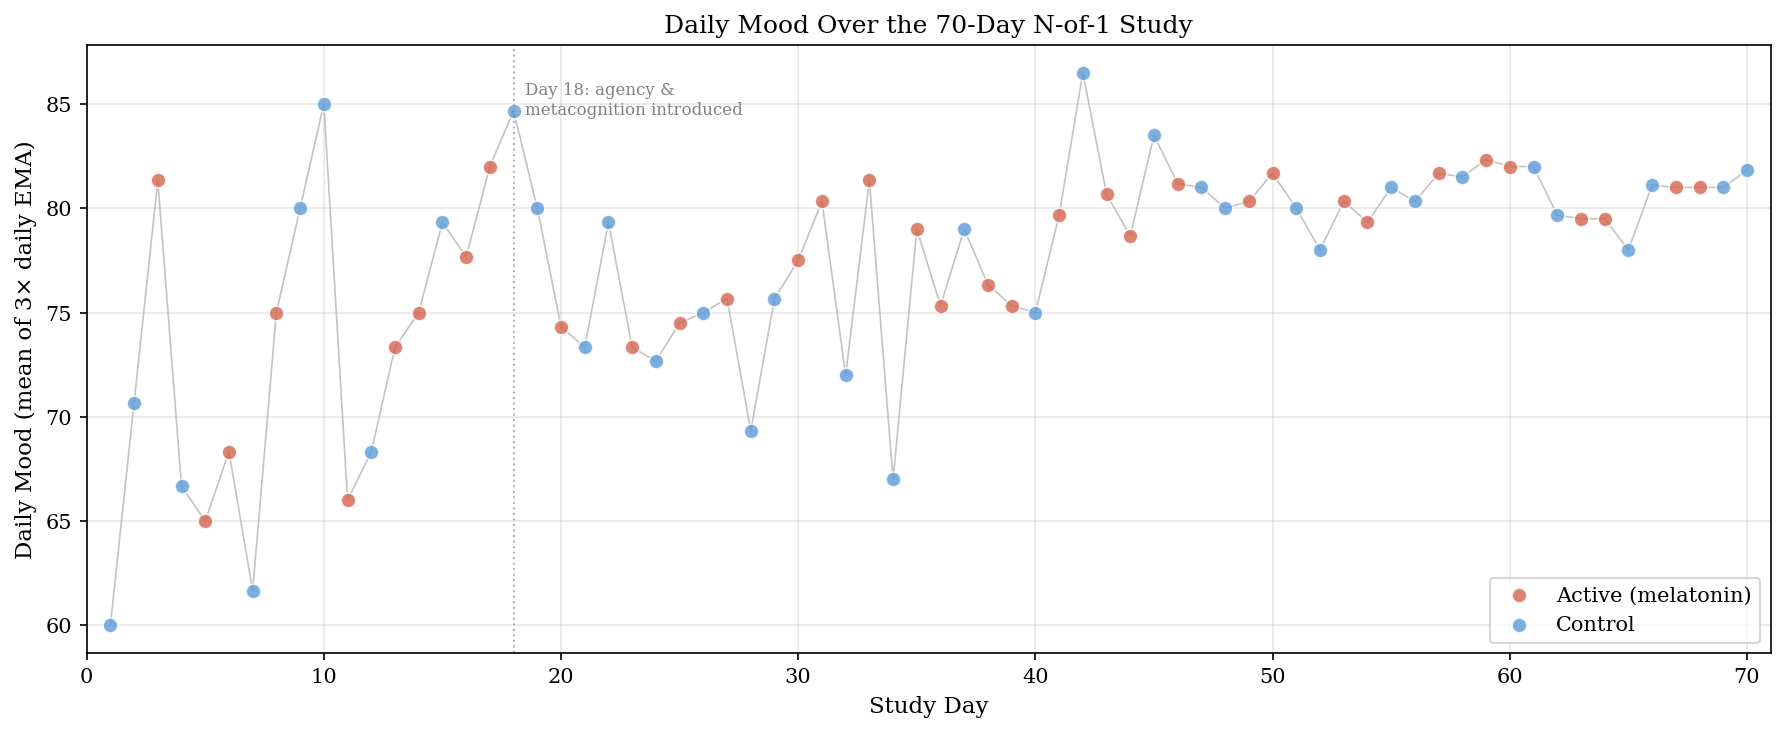 Daily Mood Over the 70-Day N-of-1 Study
Daily Mood (mean of 3× daily EMA)
85
80
75
70
65
60
Day 18: agency &
metacognition introduced
Active (melatonin)
Control
0 10 20 30 40 50 60 70
Study Day